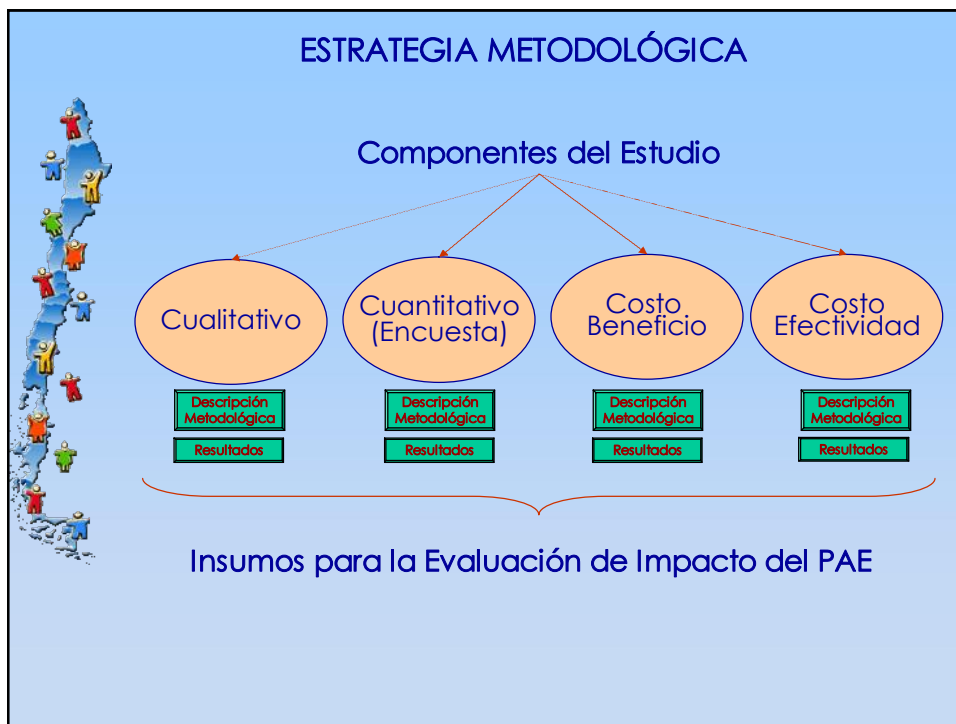 ESTRATEGIA METODOLÓGICA
Componentes del Estudio
Cualitativo
Cuantitativo
(Encuesta)
Costo
Beneficio
Costo
Efectividad
Descripción
Metodológica
Descripción
Metodológica
Descripción
Metodológica
Descripción
Metodológica
Resultados
Resultados
Resultados
Resultados
Insumos para la Evaluación de Impacto del PAE